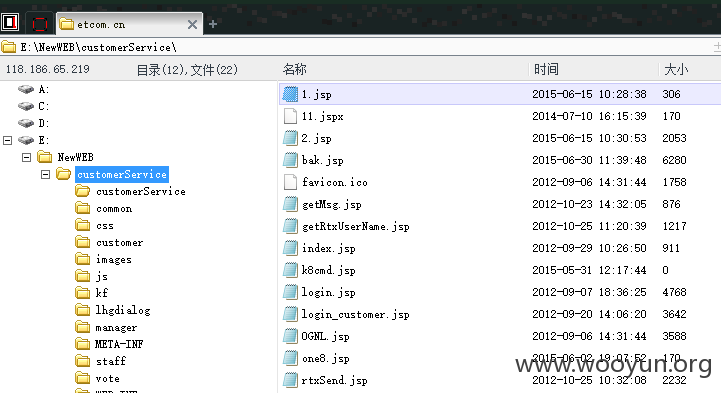 etcom.cn
E:\NewWEB\customerService\
118.186.65.219 目录(12),文件(22) 名称 时间 大小
A: 1.jsp 2015-06-15 10:28:38 306
C: 11.jspx 2014-07-10 16:15:39 170
D: 2.jsp 2015-06-15 10:30:53 2053
E: bak.jsp 2015-06-30 11:39:48 6280
NewWEB favicon.ico 2012-09-06 14:31:44 1758
customerService getMsg.jsp 2012-10-23 14:32:05 876
customerService getRtxUserName.jsp 2012-10-25 11:20:39 1217
common index.jsp 2012-09-29 10:26:50 911
css k8cmd.jsp 2015-05-31 12:17:44 0
customer login.jsp 2012-09-07 18:36:25 4768
images login_customer.jsp 2012-09-20 14:06:20 3642
js OGNL.jsp 2012-09-06 14:31:44 3588
kf one8.jsp 2015-06-02 19:07:52 170
lhgdialog rtxSend.jsp 2012-10-25 10:32:08 2232
manager
META-INF
staff
vote
WEB-INF
www.wooyun.org